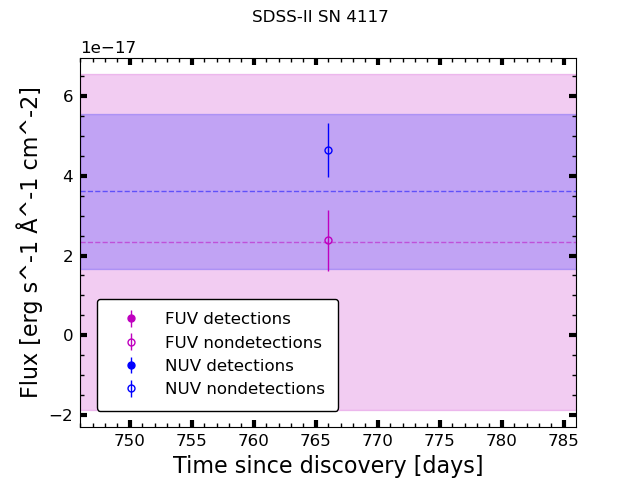 SDSS-II SN 4117
1e−17
Flux [erg s^-1 Å^-1 cm^-2]
6
4
2
0
−2
FUV detections
FUV nondetections
NUV detections
NUV nondetections
750 755 760 765 770 775 780 785
Time since discovery [days]